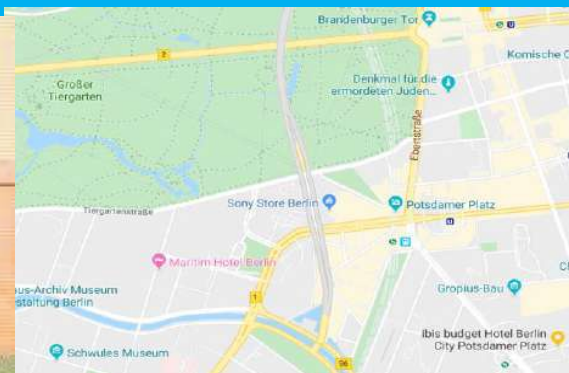 Brandenburger Tor
2
U
Komische O
Großer
Tiergarten
Denkmal für die
ermordeten Juden...
Ebertstraße
Tiergartenstraße
Sony Store Berlin
Potsdamer Platz
U
Maritim Hotel Berlin
us-Archiv Museum
staltung Berlin
1
Gropius-Bau
Ibis budget Hotel Berlin
City Potsdamer Platz
Schwules Museum
96